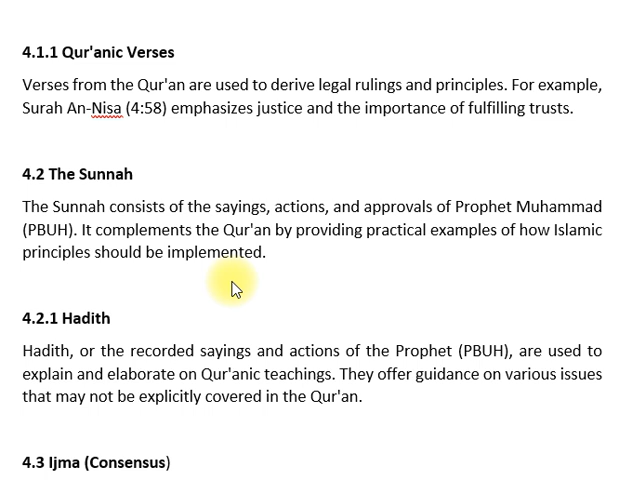 4.1.1 Qur'anic Verses
Verses from the Qur'an are used to derive legal rulings and principles. For example,
Surah An-Nisa (4:58) emphasizes justice and the importance of fulfilling trusts.
4.2 The Sunnah
The Sunnah consists of the sayings, actions, and approvals of Prophet Muhammad
(PBUH). It complements the Qur'an by providing practical examples of how Islamic
principles should be implemented.
4.2.1 Hadith
Hadith, or the recorded sayings and actions of the Prophet (PBUH), are used to
explain and elaborate on Qur'anic teachings. They offer guidance on various issues
that may not be explicitly covered in the Qur'an.
4.3 Ijma (Consensus)